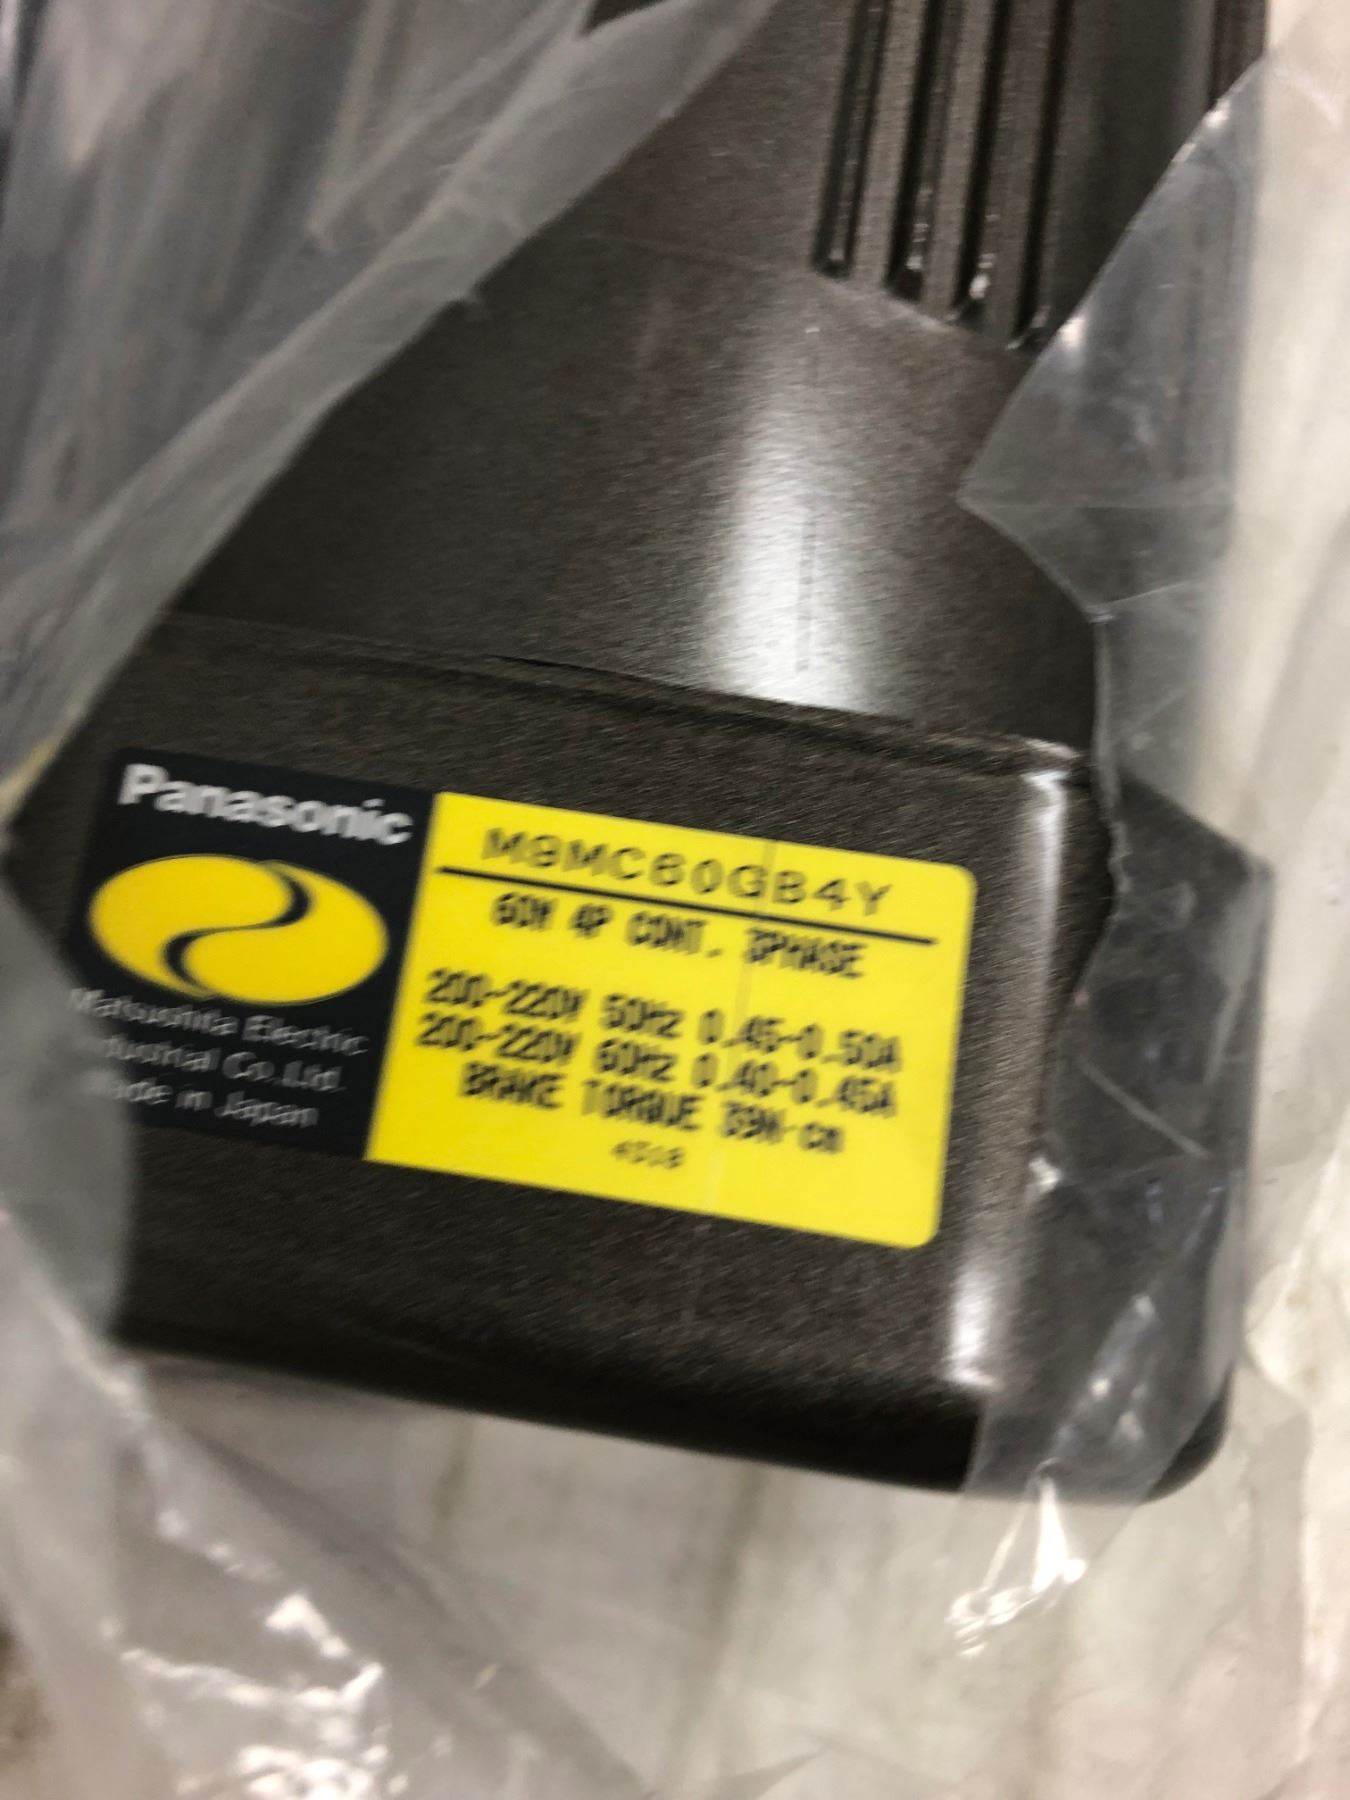 Panasonic
M9MC60GB4Y
60W 4P CONT. 3PHASE
200-220V 50Hz 0.45-0.50A
200-220V 60Hz 0.40-0.45A
BRAKE TORQUE 39N·cm
Matsushita Electric
Industrial Co.,Ltd.
Made in Japan